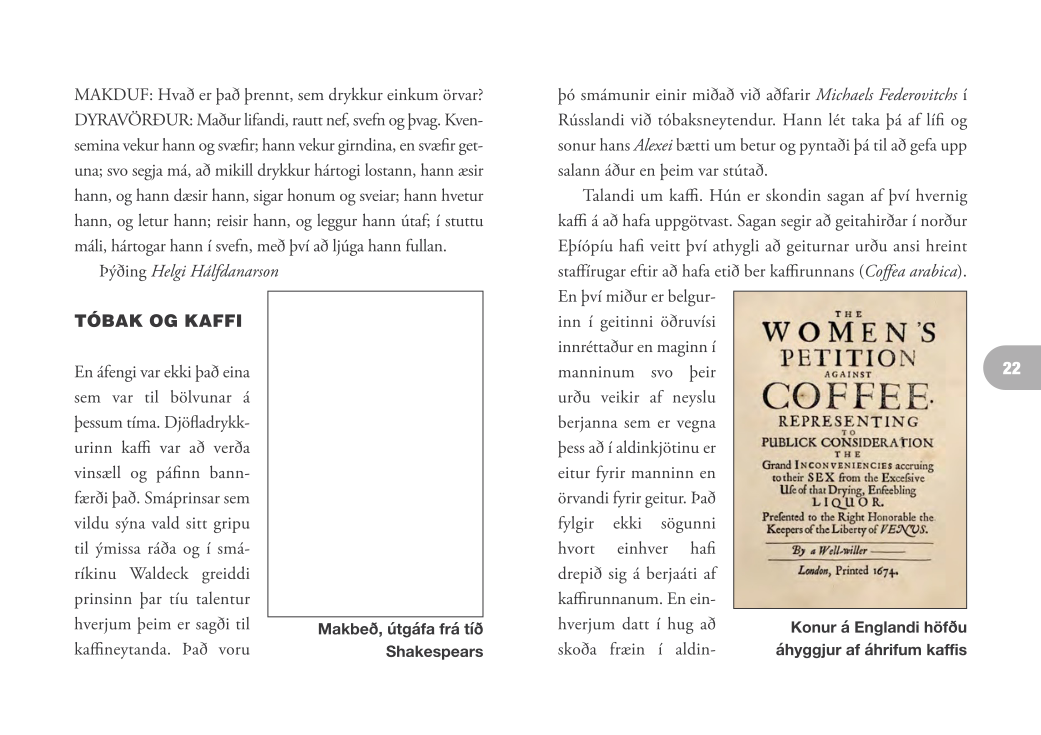 MAKDUF: Hvað er það þrennt, sem drykkur einkum örvar?
DYRAVÖRÐUR: Maður lifandi, rautt nef, svefn og þvag. Kven-
semina vekur hann og svæfir; hann vekur girndina, en svæfir get-
una; svo segja má, að mikill drykkur hártogi lostann, hann æsir
hann, og hann dæsir hann, sigar honum og sveiar; hann hvetur
hann, og letur hann; reisir hann, og leggur hann útaf; í stuttu
máli, hártogar hann í svefn, með því að ljúga hann fullan.
Þýðing Helgi Hálfdanarson
TÓBAK OG KAFFI
En áfengi var ekki það eina
sem var til bölvunar á
þessum tíma. Djöfladrykk-
urinn kaffi var að verða
vinsæll og páfinn bann-
færði það. Smáprinsar sem
vildu sýna vald sitt gripu
til ýmissa ráða og í smá-
ríkinu Waldeck greiddi
prinsinn þar tíu talentur
hverjum þeim er sagði til
kaffineytanda. Það voru
Makbeð, útgáfa frá tíð
Shakespears
þó smámunir einir miðað við aðfarir Michaels Federovitchs í
Rússlandi við tóbaksneytendur. Hann lét taka þá af lífi og
sonur hans Alexei bætti um betur og pyntaði þá til að gefa upp
salann áður en þeim var stútað.
Talandi um kaffi. Hún er skondin sagan af því hvernig
kaffi á að hafa uppgötvast. Sagan segir að geitahirðar í norður
Eþíópíu hafi veitt því athygli að geiturnar urðu ansi hreint
staffírugar eftir að hafa etið ber kaffirunnans (Coffea arabica).
En því miður er belgur-
inn í geitinni öðruvísi
innréttaður en maginn í
manninum svo þeir
urðu veikir af neyslu
berjanna sem er vegna
þess að í aldinkjötinu er
eitur fyrir manninn en
örvandi fyrir geitur. Það
fylgir ekki sögunni
hvort einhver hafi
drepið sig á berjaáti af
kaffirunnanum. En ein-
hverjum datt í hug að
skoða fræin í aldin-
THE
WOMEN'S
PETITION
AGAINST
COFFEE.
REPRESENTING
TO
PUBLICK CONSIDERATION
THE
Grand INCONVENIENCIES accruing
to their SEX from the Excesſive
Uſe of that Drying, Enfeebling
LIQUOR.
Preſented to the Right Honorable the
Keepers of the Liberty of VENUS.
By a Well-willer
London, Printed 1674.
Konur á Englandi höfðu
áhyggjur af áhrifum kaffis
22